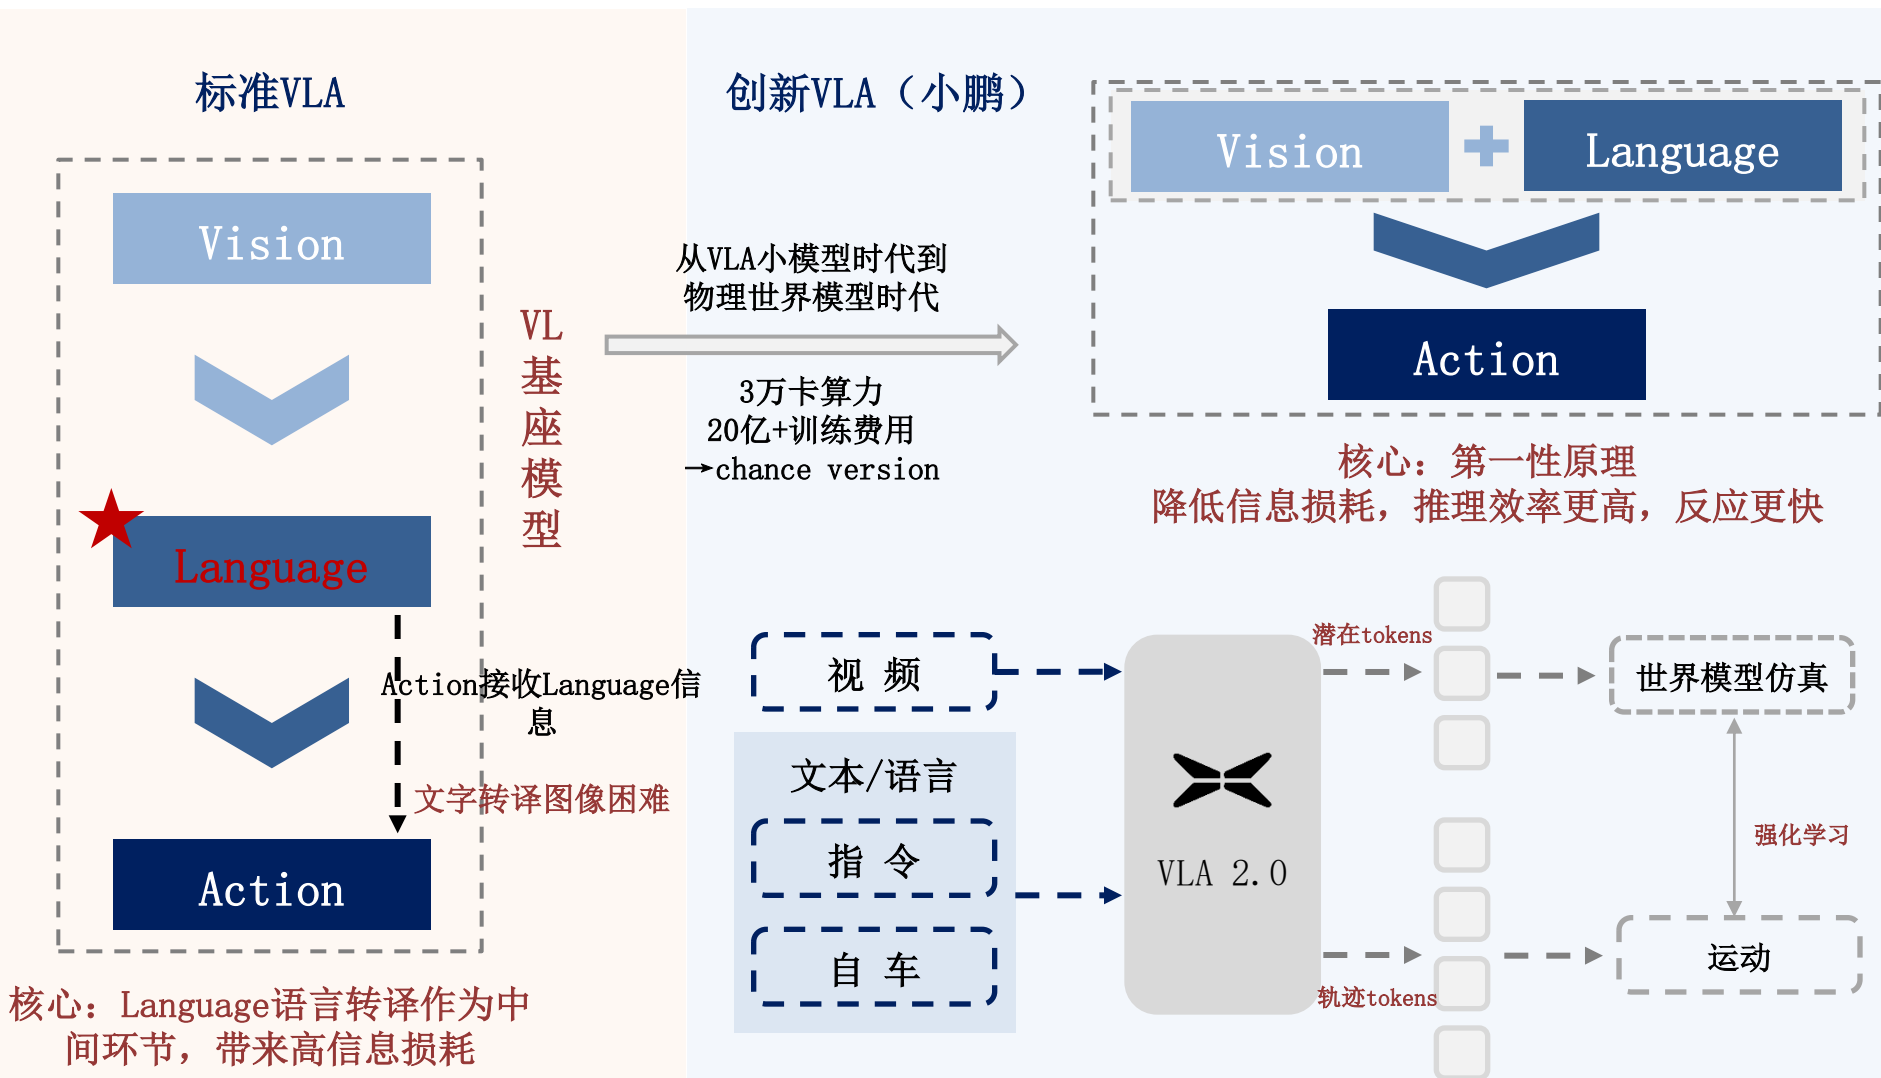 标准VLA
Vision
Language
Action接收Language信
息
文字转译图像困难
Action
核心：Language语言转译作为中
间环节，带来高信息损耗
VL
基
座
模
型
创新VLA（小鹏）
从VLA小模型时代到
物理世界模型时代
3万卡算力
20亿+训练费用
→chance version
Vision
Language
Action
核心：第一性原理
降低信息损耗，推理效率更高，反应更快
视 频
文本/语言
指 令
自 车
VLA 2.0
潜在tokens
轨迹tokens
世界模型仿真
强化学习
运动